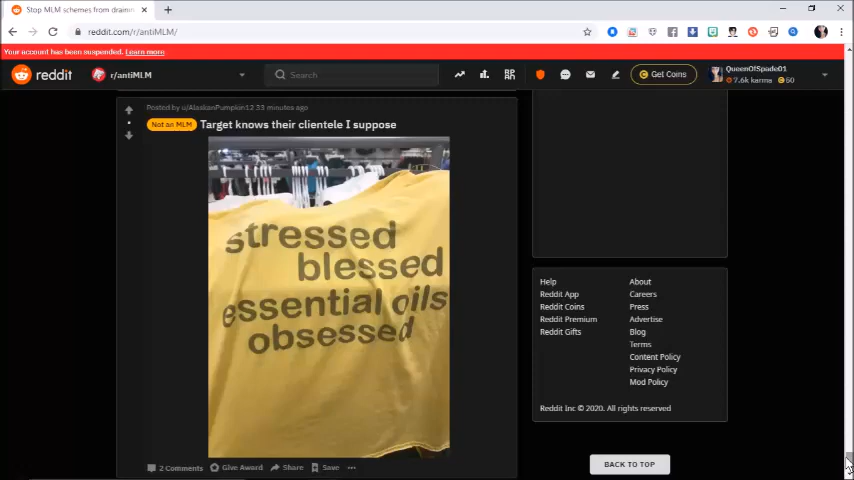 Stop MLM schemes from drainin
reddit.com/r/antiMLM/
Your account has been suspended. Learn more
reddit
r/antiMLM
Search
Get Coins
QueenOfSpade01
7.6k karma
50
Posted by u/AlaskanPumpkin12 33 minutes ago
Not an MLM
Target knows their clientele I suppose
stressed
blessed
essential oils
obsessed
2 Comments
Give Award
Share
Save
Help
About
Reddit App
Careers
Reddit Coins
Press
Reddit Premium
Advertise
Reddit Gifts
Blog
Terms
Content Policy
Privacy Policy
Mod Policy
Reddit Inc © 2020. All rights reserved
BACK TO TOP